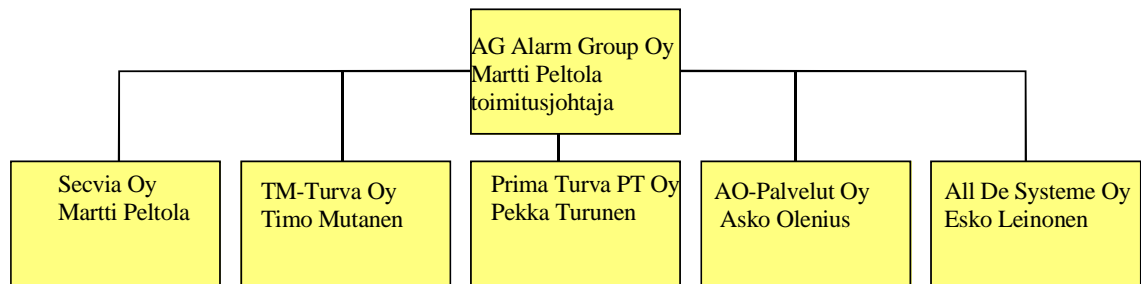 AG Alarm Group Oy
Martti Peltola
toimitusjohtaja
Secvia Oy
Martti Peltola
TM-Turva Oy
Timo Mutanen
Prima Turva PT Oy
Pekka Turunen
AO-Palvelut Oy
Asko Olenius
All De Systeme Oy
Esko Leinonen